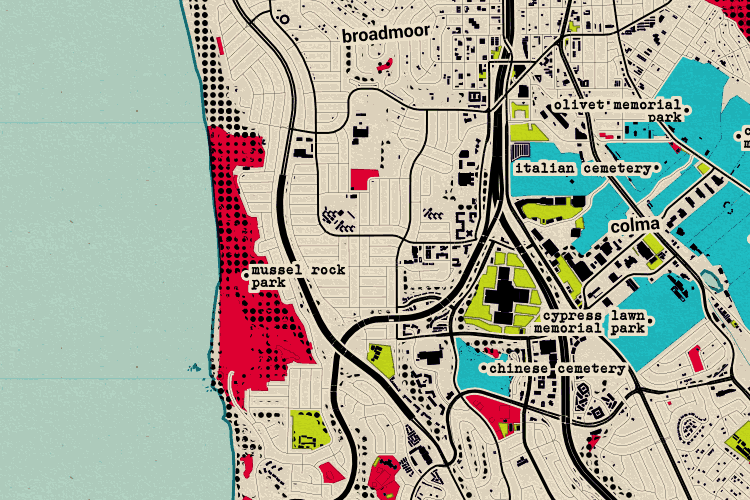 broadmoor
olivet memorial
park
italian cemetery
colma
mussel rock
park
cypress lawn
memorial park
chinese cemetery